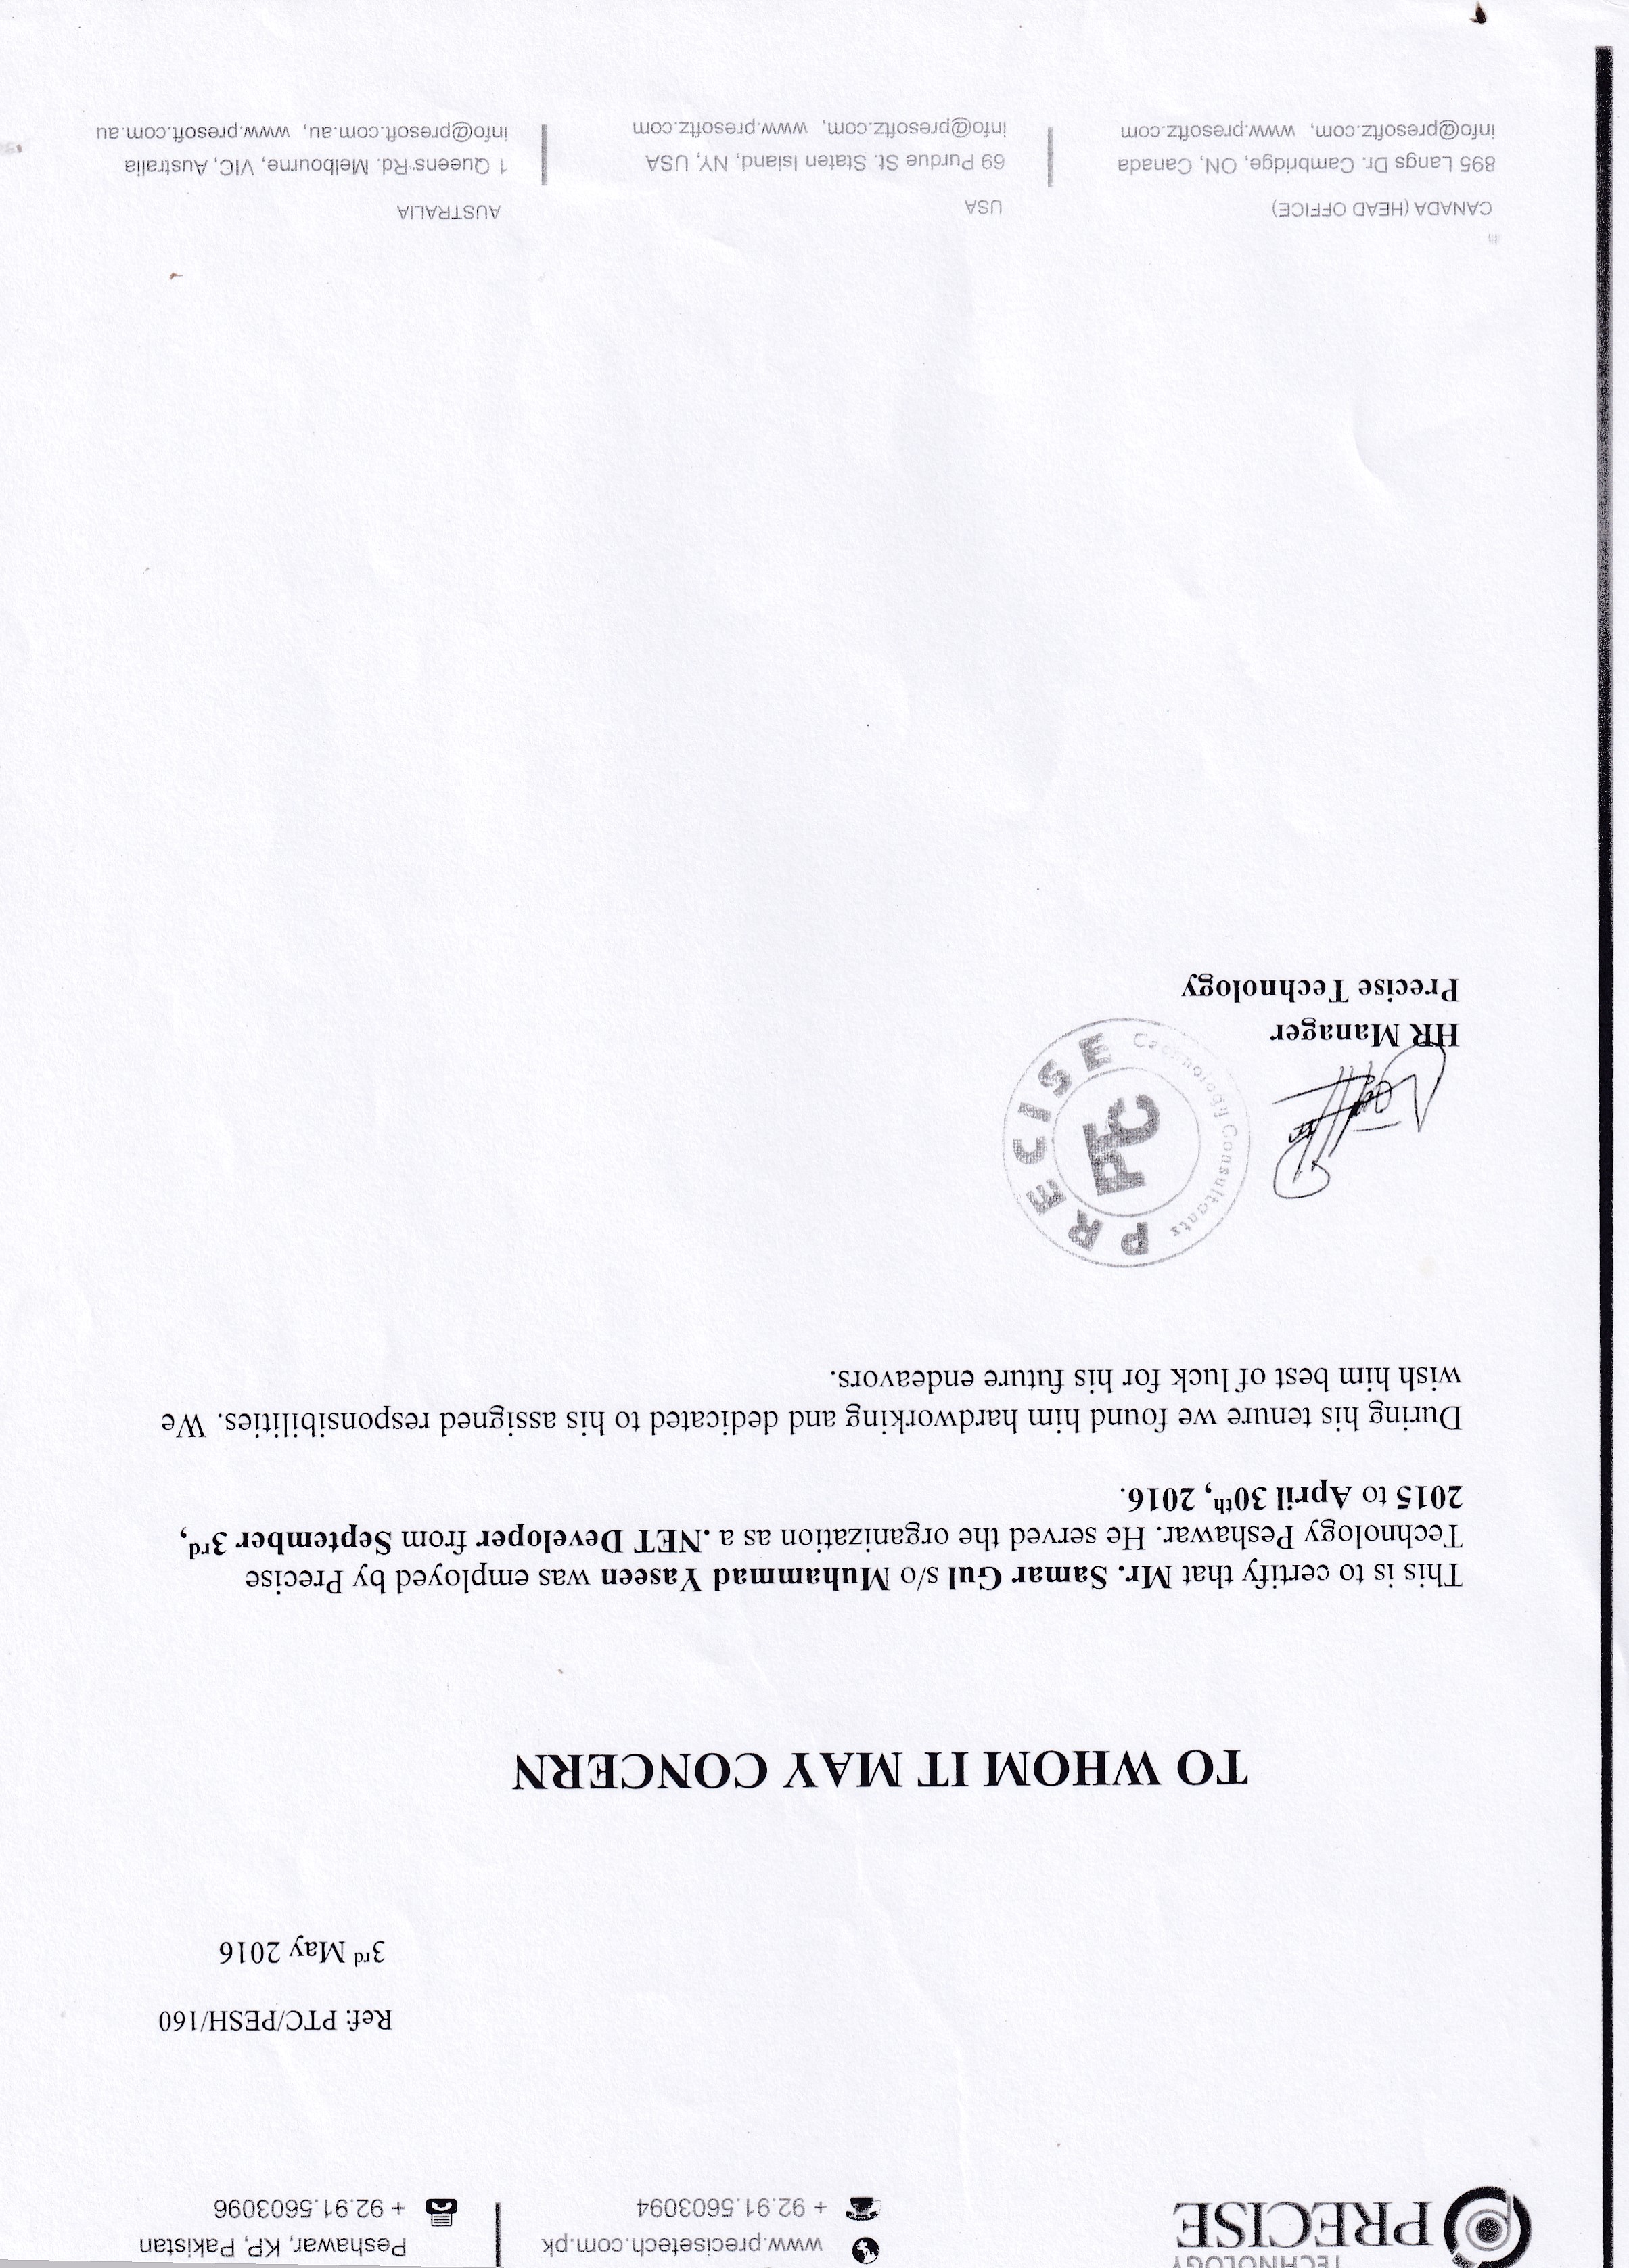 TECHNOLOGY
PRECISE
www.precisetech.com.pk
+ 92.91.5603094
Peshawar, KP, Pakistan
+ 92.91.5603096
Ref: PTC/PESH/160
3rd May 2016
TO WHOM IT MAY CONCERN
This is to certify that Mr. Samar Gul s/o Muhammad Yaseen was employed by Precise
Technology Peshawar. He served the organization as a .NET Developer from September 3rd,
2015 to April 30th, 2016.
During his tenure we found him hardworking and dedicated to his assigned responsibilities. We
wish him best of luck for his future endeavors.
PRECISE
Technology Consultants
PTC
HR Manager
Precise Technology
CANADA (HEAD OFFICE)
895 Langs Dr. Cambridge, ON, Canada
info@presoftz.com, www.presoftz.com
USA
69 Purdue St. Staten Island, NY, USA
info@presoftz.com, www.presoftz.com
AUSTRALIA
1 Queens Rd. Melbourne, VIC, Australia
info@presoft.com.au, www.presoft.com.au